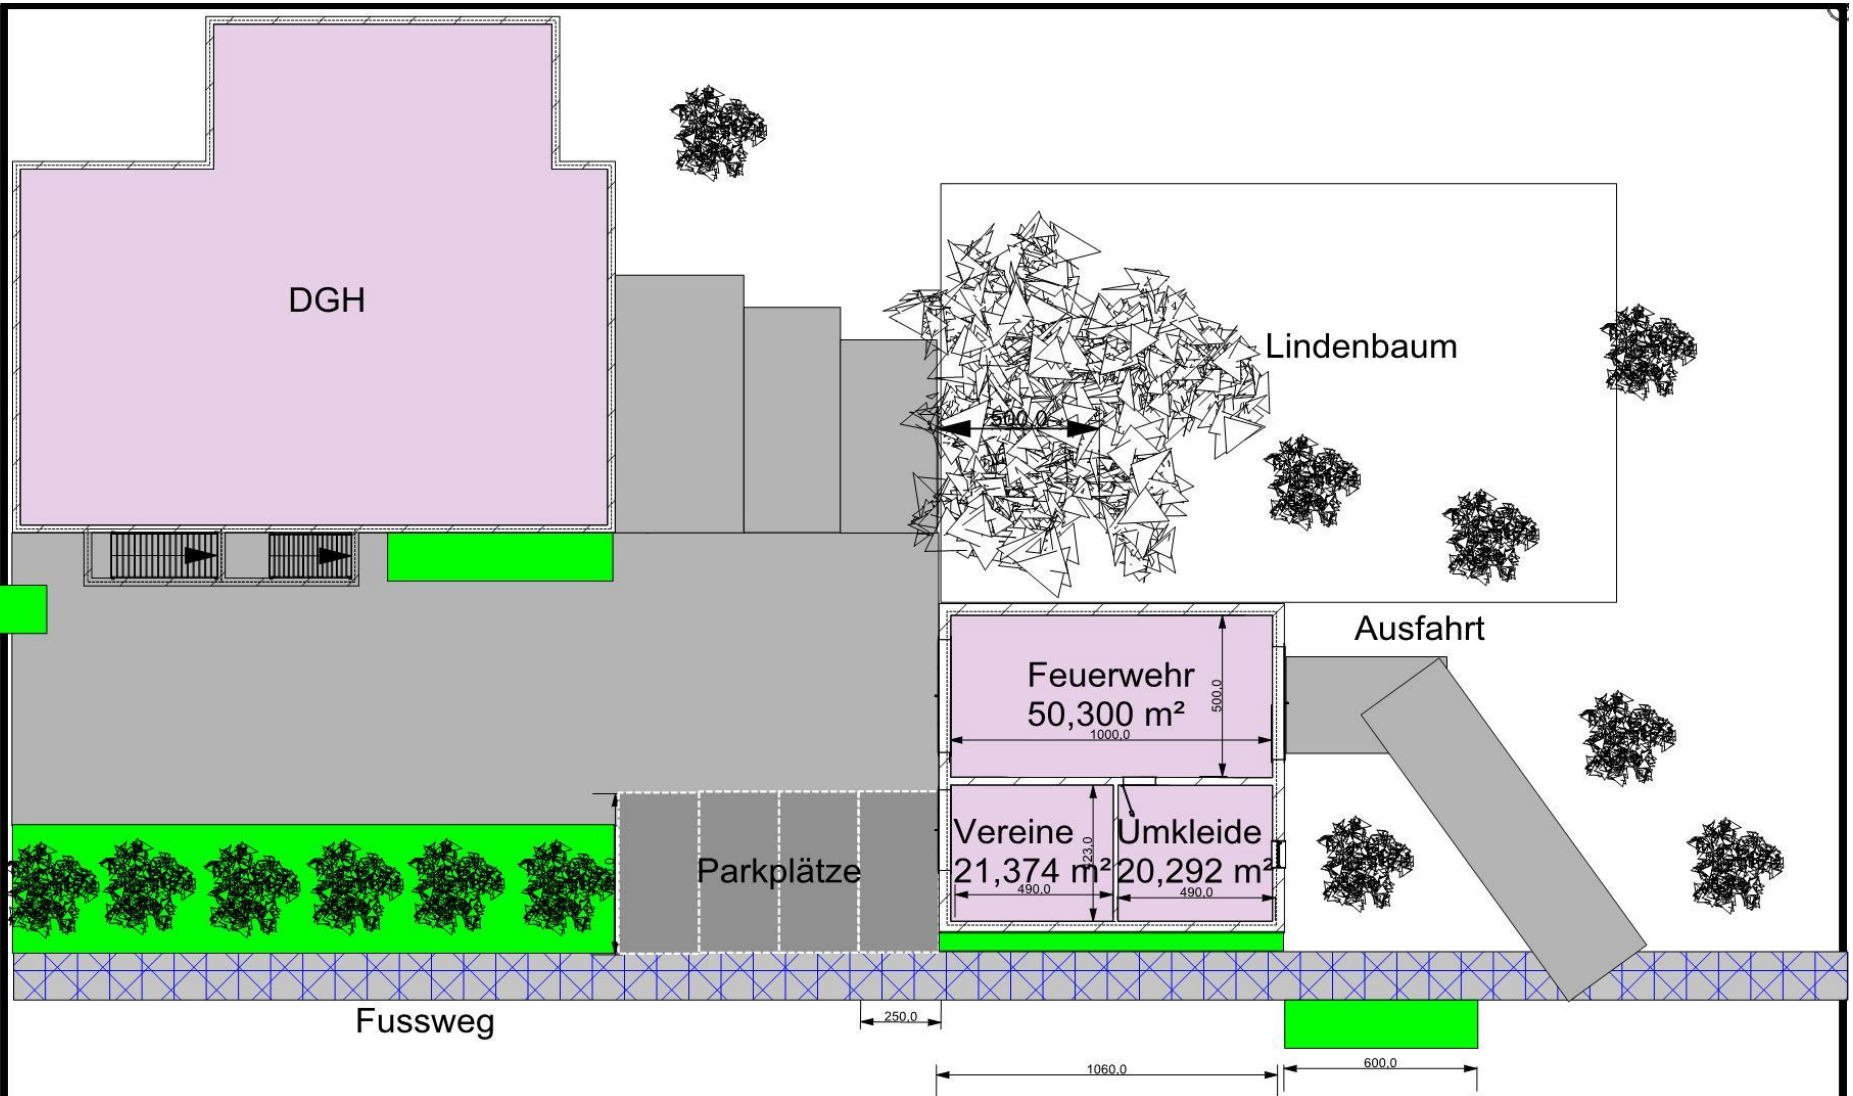 DGH
Lindenbaum
500,0
Ausfahrt
Feuerwehr
50,300 m²
500,0
1000,0
Vereine
21,374 m²
490,0
Umkleide
20,292 m²
490,0
Parkplätze
Fussweg
250,0
1060,0
600,0